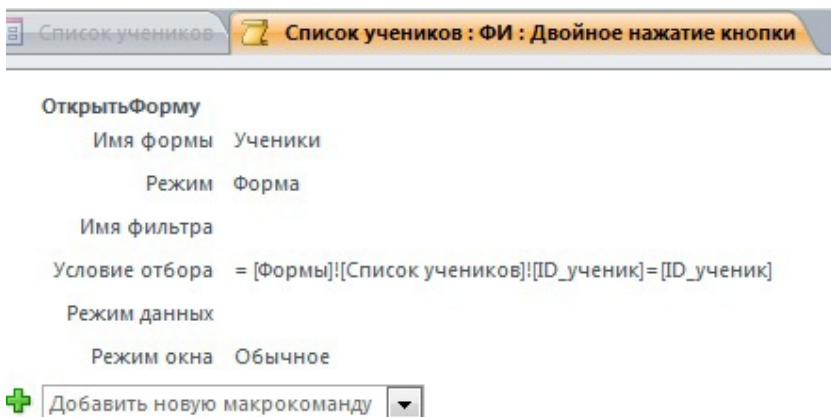 Список учеников Список учеников : ФИ : Двойное нажатие кнопки
ОткрытьФорму
Имя формы Ученики
Режим Форма
Имя фильтра
Условие отбора = [Формы]![Список учеников]![ID_ученик]=[ID_ученик]
Режим данных
Режим окна Обычное
Добавить новую макрокоманду